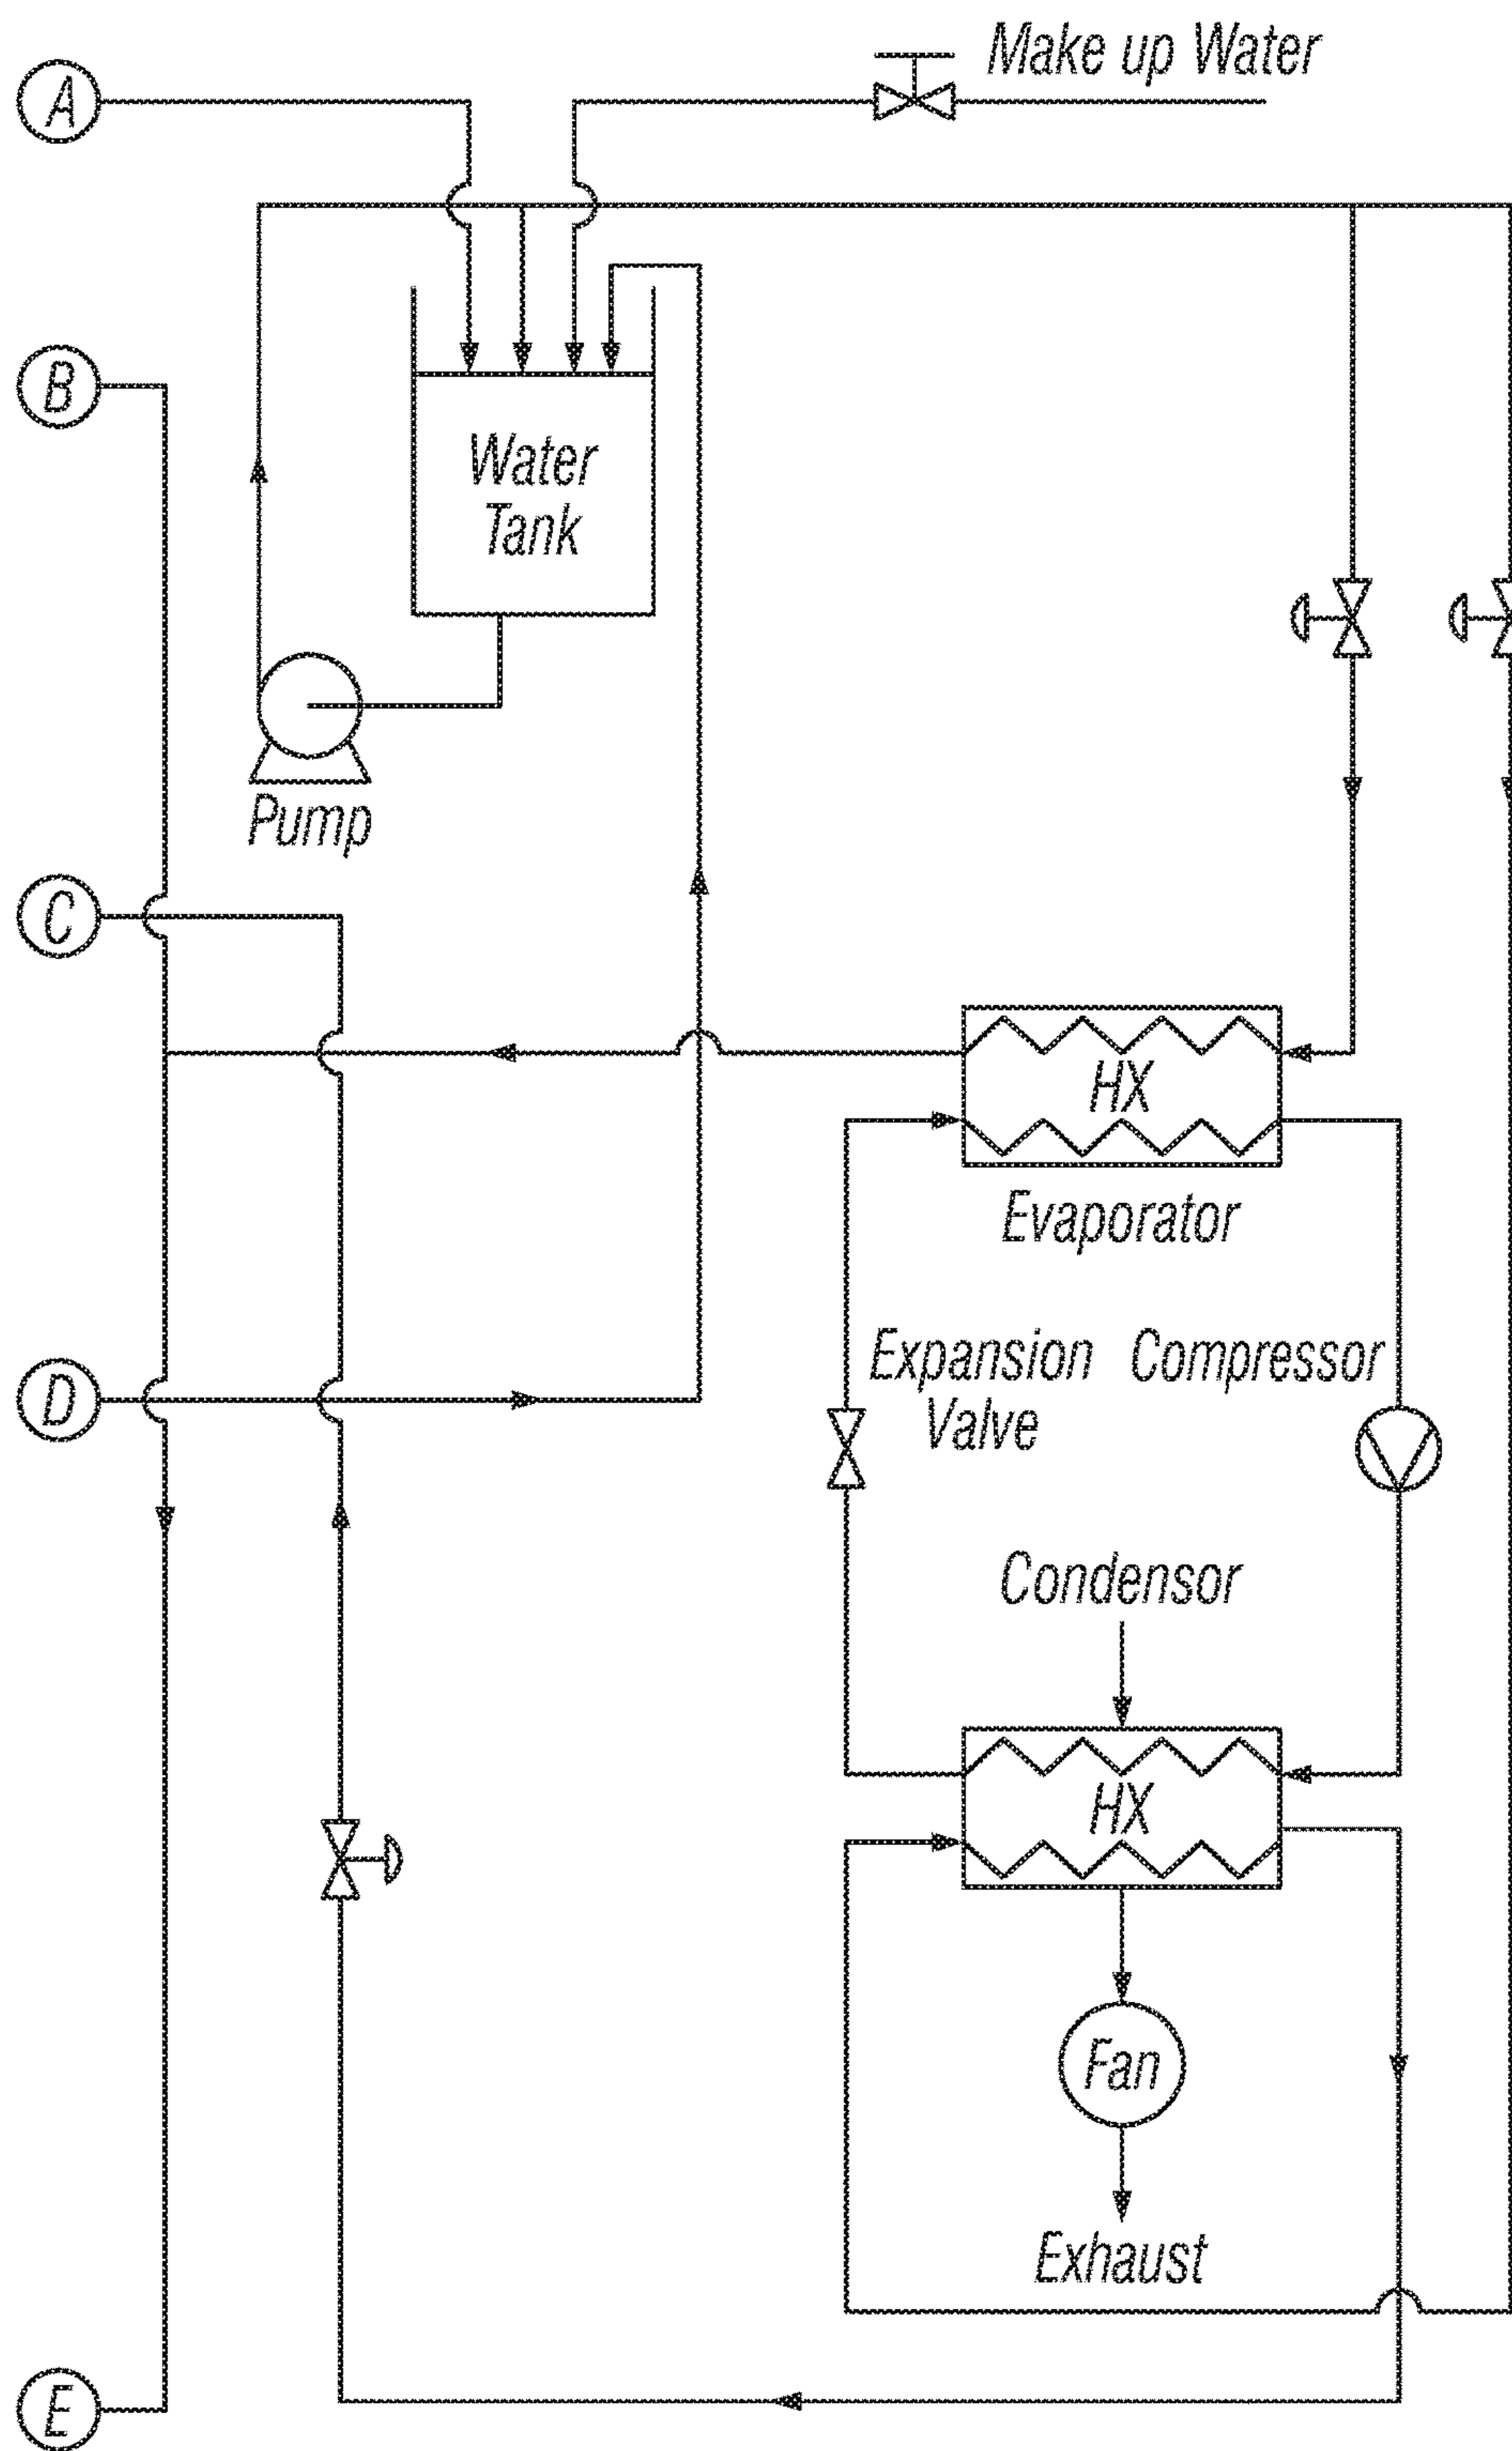 Make up Water
A
B
Water
Tank
Pump
C
HX
Evaporator
Expansion Compressor
Valve
D
Condensor
HX
Fan
Exhaust
E